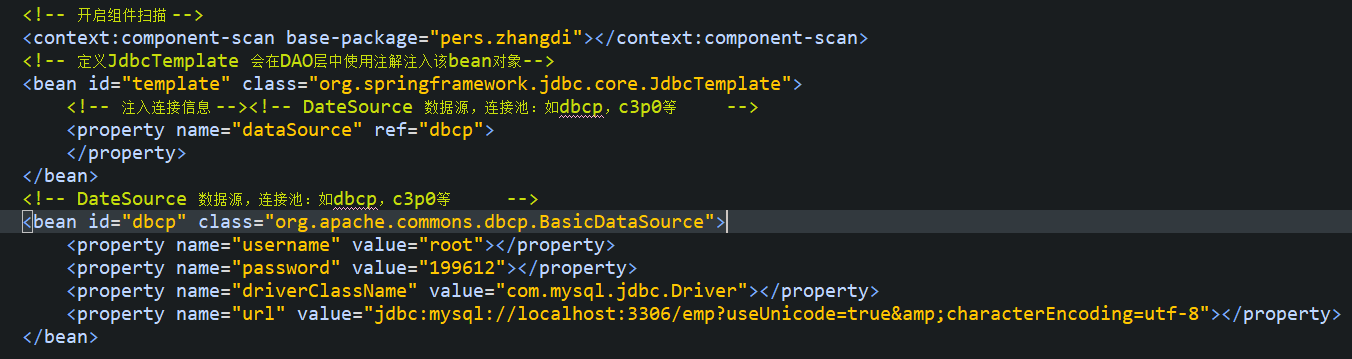 <!-- 开启组件扫描 -->
<context:component-scan base-package="pers.zhangdi"></context:component-scan>
<!-- 定义JdbcTemplate 会在DAO层中使用注解注入该bean对象-->
<bean id="template" class="org.springframework.jdbc.core.JdbcTemplate">
    <!-- 注入连接信息 --><!-- DateSource 数据源，连接池：如dbcp，c3p0等     -->
    <property name="dataSource" ref="dbcp">
    </property>
</bean>
<!-- DateSource 数据源，连接池：如dbcp，c3p0等     -->
<bean id="dbcp" class="org.apache.commons.dbcp.BasicDataSource">
    <property name="username" value="root"></property>
    <property name="password" value="199612"></property>
    <property name="driverClassName" value="com.mysql.jdbc.Driver"></property>
    <property name="url" value="jdbc:mysql://localhost:3306/emp?useUnicode=true&amp;characterEncoding=utf-8"></property>
</bean>